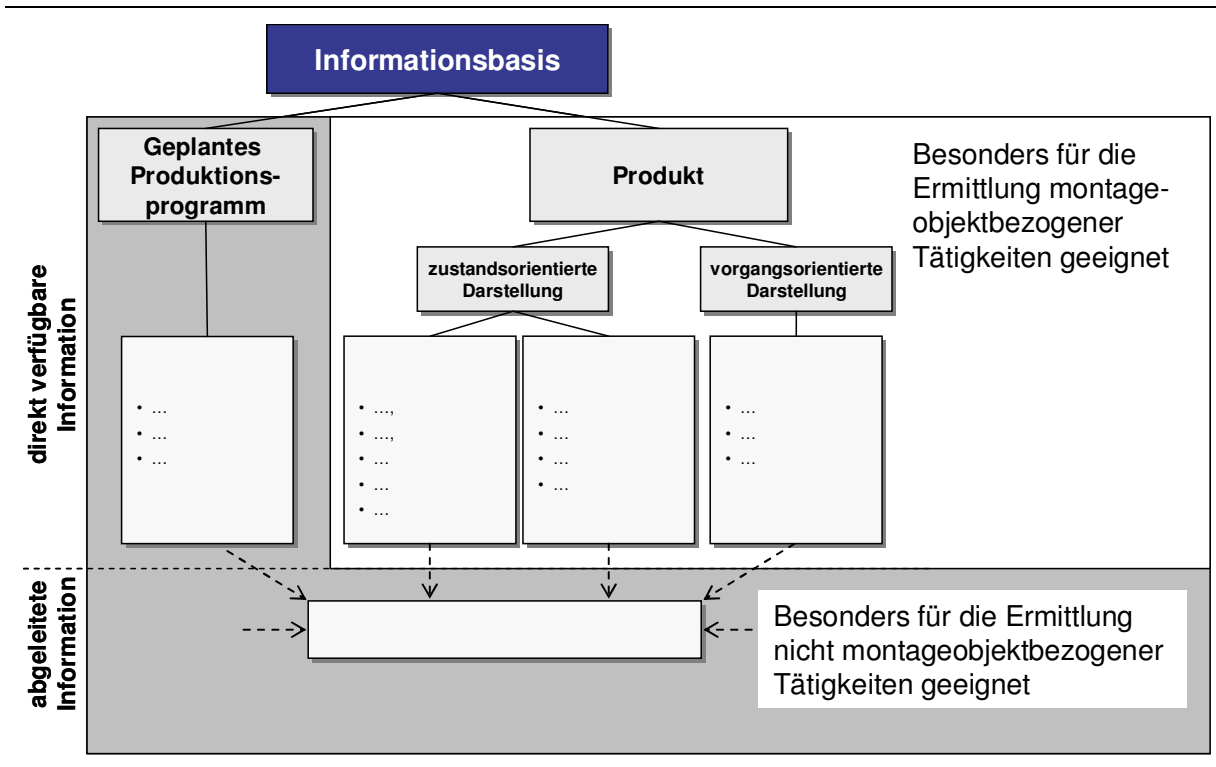 Informationsbasis
Geplantes
Produktions-
programm
Produkt
Besonders für die
Ermittlung montage-
objektbezogener
Tätigkeiten geeignet
zustandsorientierte
Darstellung
vorgangsorientierte
Darstellung
direkt verfügbare
Information
• ...
• ...
• ...
• ...,
• ...,
• ...
• ...
• ...
• ...
• ...
• ...
• ...
• ...
• ...
• ...
abgeleitete
Information
Besonders für die Ermittlung
nicht montageobjektbezogener
Tätigkeiten geeignet